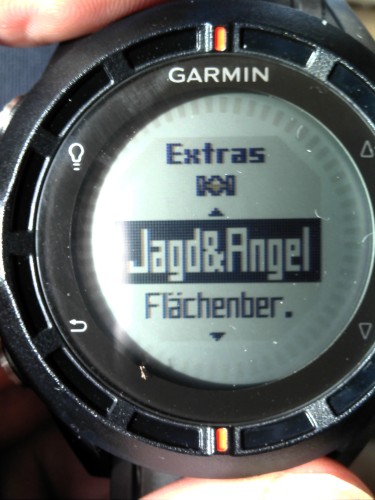 GARMIN
Extras
Jagd&Angel
Flächenber.